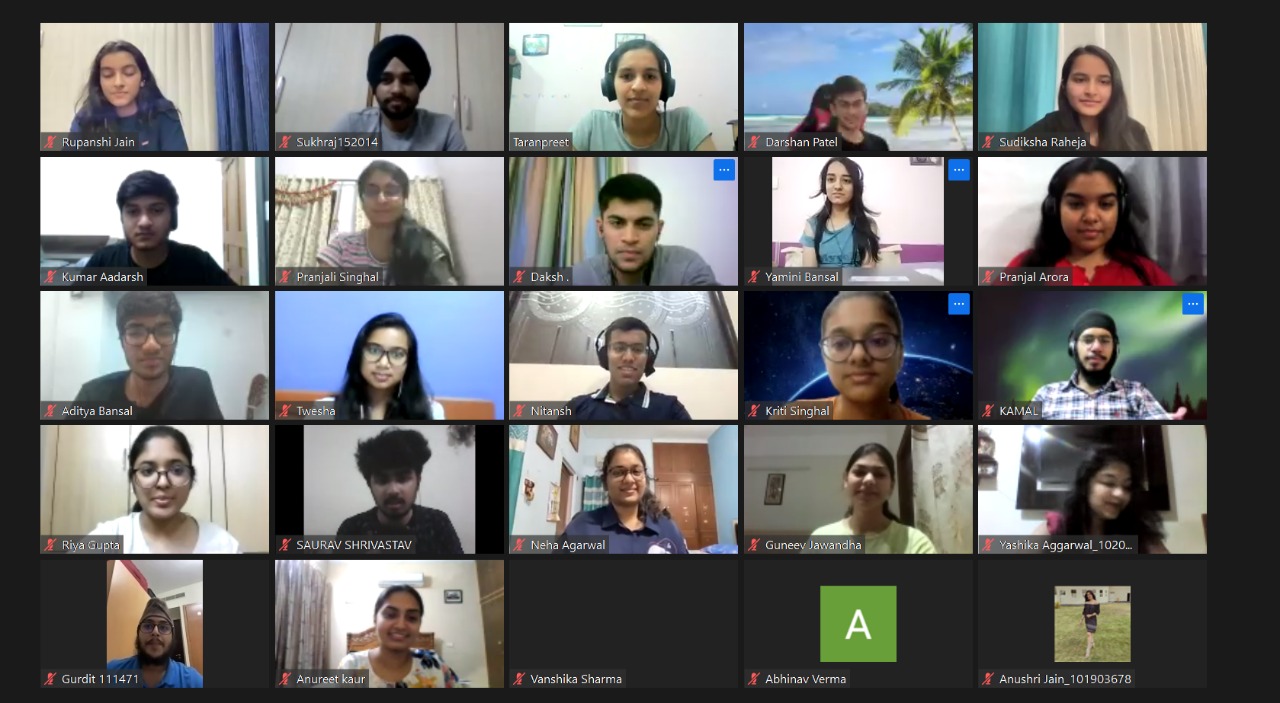 Rupanshi Jain
Sukhraj152014
Taranpreet
Darshan Patel
Sudiksha Raheja
Kumar Aadarsh
Pranjali Singhal
Daksh .
Yamini Bansal
Pranjal Arora
Aditya Bansal
Twesha
Nitansh
Kriti Singhal
KAMAL
Riya Gupta
SAURAV SHRIVASTAV
Neha Agarwal
Guneev Jawandha
Yashika Aggarwal_1020...
Gurdit 111471
Anureet kaur
Vanshika Sharma
A
Abhinav Verma
Anushri Jain_101903678